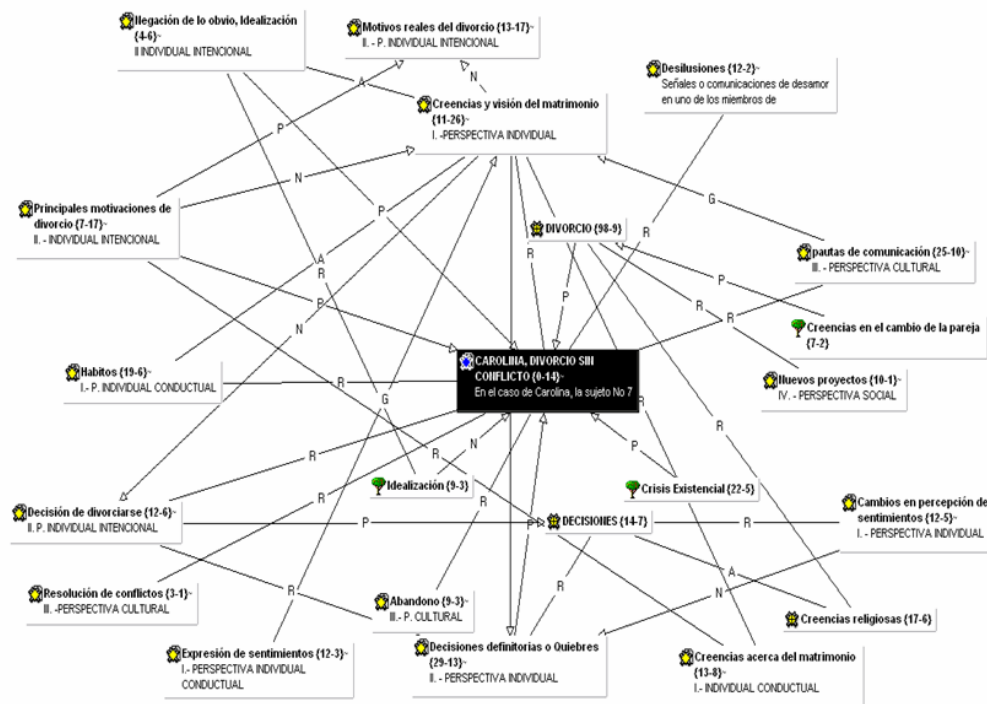 Negación de lo obvio, Idealización
{4-6}~
II INDIVIDUAL INTENCIONAL
Motivos reales del divorcio {13-17}~
II. - P. INDIVIDUAL INTENCIONAL
Desilusiones {12-2}~
Señales o comunicaciones de desamor
en uno de los miembros de
A
N
Creencias y visión del matrimonio
{11-26}~
I. -PERSPECTIVA INDIVIDUAL
P
N
G
Principales motivaciones de
divorcio {7-17}~
II. - INDIVIDUAL INTENCIONAL
P
DIVORCIO {98-9}~
R
R
pautas de comunicación {25-10}~
III. - PERSPECTIVA CULTURAL
A
R
P
P
R
R
R
R
P
N
Creencias en el cambio de la pareja
{7-2}
CAROLINA, DIVORCIO SIN
CONFLICTO {0-14}~
En el caso de Carolina, la sujeto No 7
Habitos {19-6}~
I.- P. INDIVIDUAL CONDUCTUAL
R
Nuevos proyectos {10-1}~
IV. - PERSPECTIVA SOCIAL
G
R
R
N
P
R
R
Idealización {9-3}~
R
Crisis Existencial {22-5}~
R
Decisión de divorciarse {12-6}~
II. P. INDIVIDUAL INTENCIONAL
P
DECISIONES {14-7}~
R
Cambios en percepción de
sentimientos {12-5}~
I. - PERSPECTIVA INDIVIDUAL
A
Resolución de conflictos {3-1}~
III. -PERSPECTIVA CULTURAL
R
Abandono {9-3}~
III.- P. CULTURAL
R
N
Creencias religiosas {17-6}
Expresión de sentimientos {12-3}~
I.- PERSPECTIVA INDIVIDUAL
CONDUCTUAL
Decisiones definitorias o Quiebres
{29-13}~
II. - PERSPECTIVA INDIVIDUAL
Creencias acerca del matrimonio
{13-8}~
I.- INDIVIDUAL CONDUCTUAL